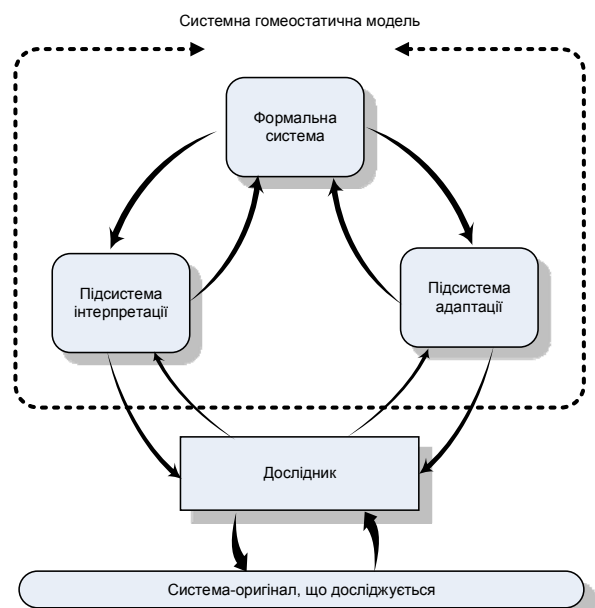 Системна гомеостатична модель
Формальна
система
Підсистема
інтерпретації
Підсистема
адаптації
Дослідник
Система-оригінал, що досліджується